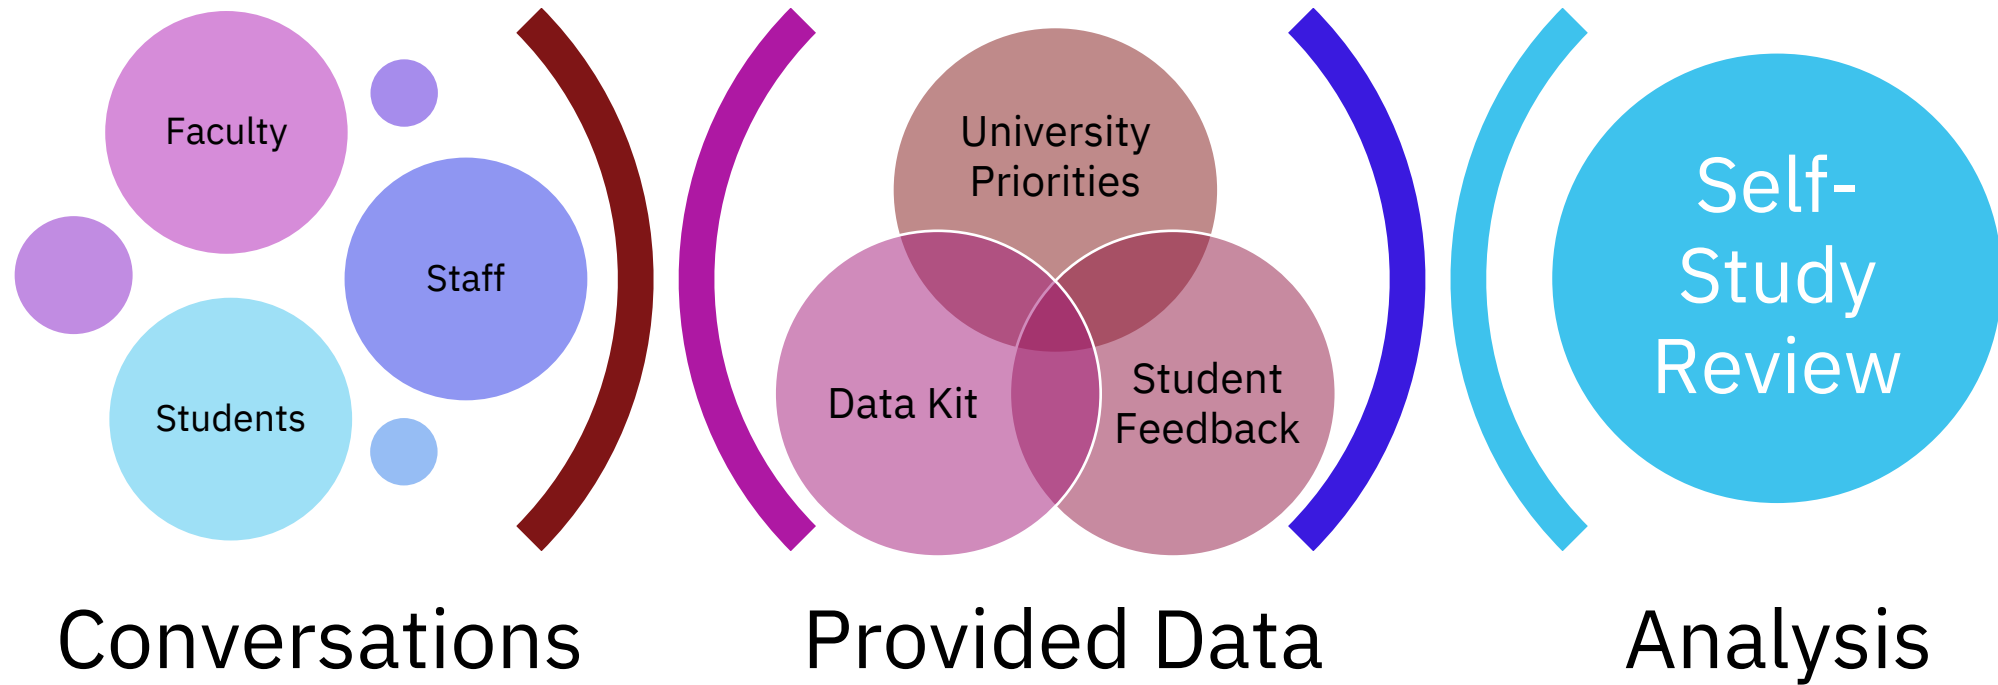 Faculty
Staff
Students
Conversations
University
Priorities
Data Kit
Student
Feedback
Provided Data
Self-
Study
Review
Analysis